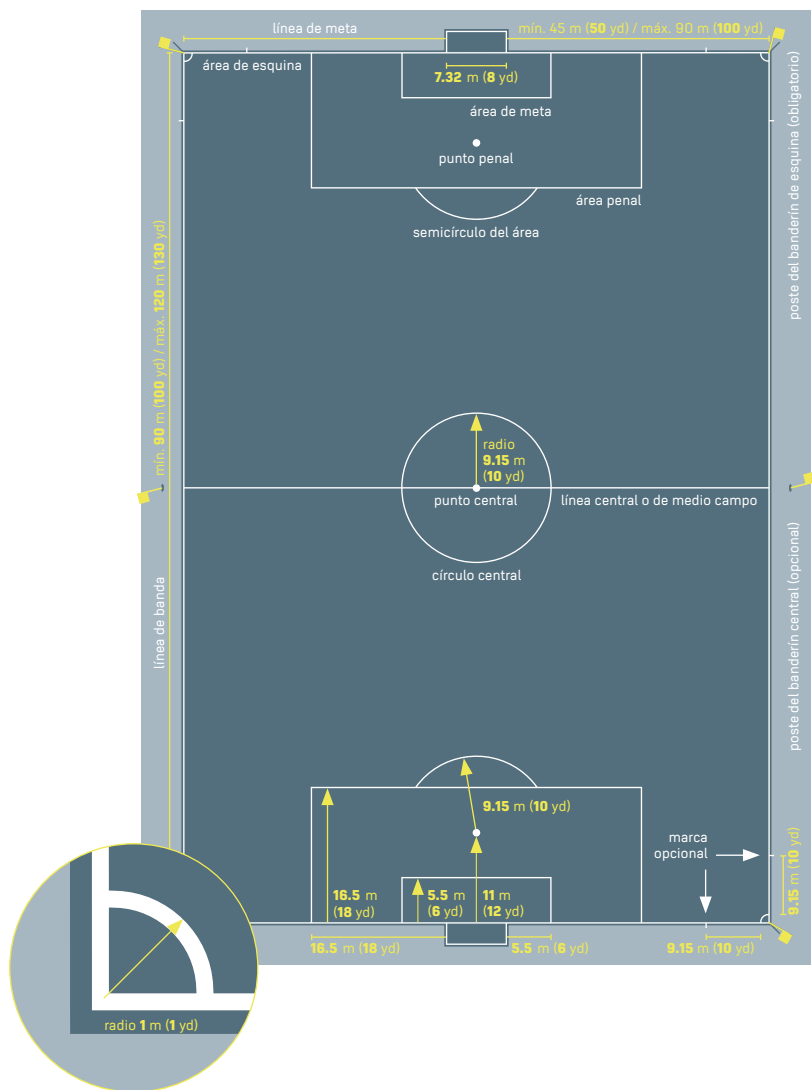 línea de meta
mín. 45 m (50 yd) / máx. 90 m (100 yd)
área de esquina
7.32 m (8 yd)
área de meta
punto penal
área penal
semicírculo del área
poste del banderín de esquina (obligatorio)
mín. 90 m (100 yd) / máx. 120 m (130 yd)
radio
9.15 m
(10 yd)
punto central
línea central o de medio campo
círculo central
línea de banda
poste del banderín central (opcional)
9.15 m (10 yd)
marca
opcional
9.15 m (10 yd)
16.5 m
(18 yd)
5.5 m
(6 yd)
11 m
(12 yd)
16.5 m (18 yd)
5.5 m (6 yd)
9.15 m (10 yd)
radio 1 m (1 yd)